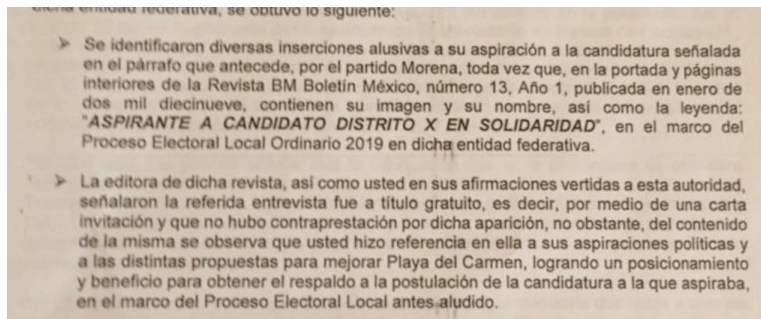 dicha entidad federativa, se obtuvo lo siguiente:
➢ Se identificaron diversas inserciones alusivas a su aspiración a la candidatura señalada
en el párrafo que antecede, por el partido Morena, toda vez que, en la portada y páginas
interiores de la Revista BM Boletín México, número 13, Año 1, publicada en enero de
dos mil diecinueve, contienen su imagen y su nombre, así como la leyenda:
"ASPIRANTE A CANDIDATO DISTRITO X EN SOLIDARIDAD", en el marco del
Proceso Electoral Local Ordinario 2019 en dicha entidad federativa.
➢ La editora de dicha revista, así como usted en sus afirmaciones vertidas a esta autoridad,
señalaron la referida entrevista fue a título gratuito, es decir, por medio de una carta
invitación y que no hubo contraprestación por dicha aparición, no obstante, del contenido
de la misma se observa que usted hizo referencia en ella a sus aspiraciones políticas y
a las distintas propuestas para mejorar Playa del Carmen, logrando un posicionamiento
y beneficio para obtener el respaldo a la postulación de la candidatura a la que aspiraba,
en el marco del Proceso Electoral Local antes aludido.